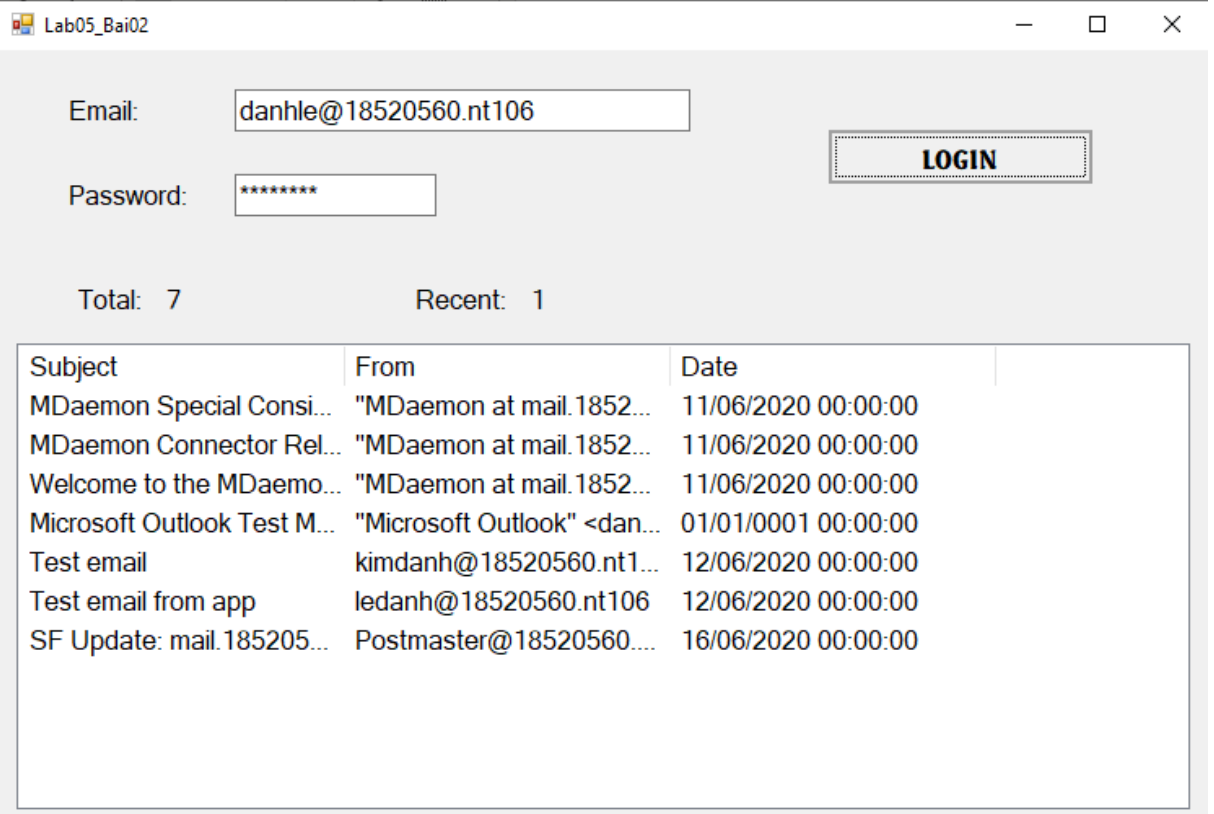 Lab05_Bai02
Email: danhle@18520560.nt106
LOGIN
Password: ********
Total: 7 Recent: 1
Subject From Date
MDaemon Special Consi... "MDaemon at mail.1852... 11/06/2020 00:00:00
MDaemon Connector Rel... "MDaemon at mail.1852... 11/06/2020 00:00:00
Welcome to the MDaemo... "MDaemon at mail.1852... 11/06/2020 00:00:00
Microsoft Outlook Test M... "Microsoft Outlook" <dan... 01/01/0001 00:00:00
Test email kimdanh@18520560.nt1... 12/06/2020 00:00:00
Test email from app ledanh@18520560.nt106 12/06/2020 00:00:00
SF Update: mail.185205... Postmaster@18520560.... 16/06/2020 00:00:00